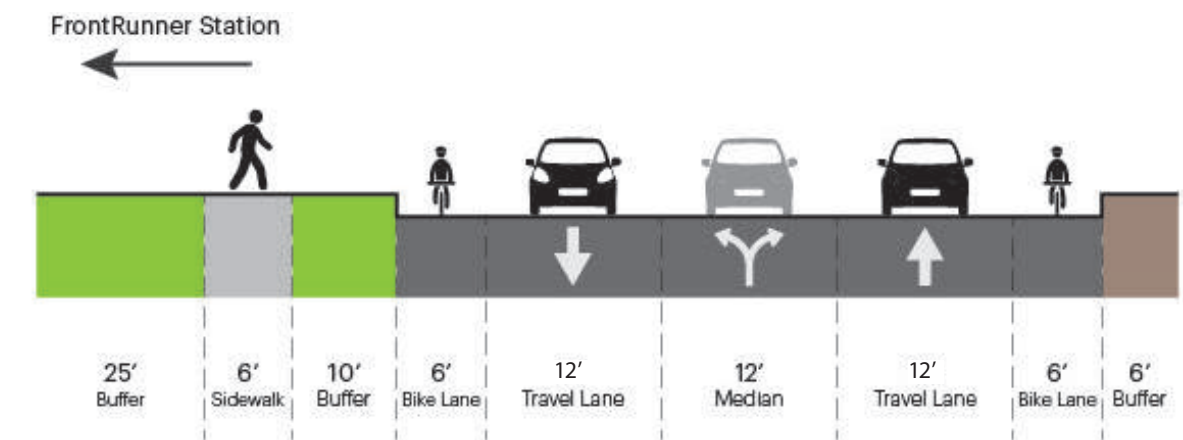 FrontRunner Station
25’
Buffer
6’
Sidewalk
10’
Buffer
6’
Bike Lane
12’
Travel Lane
12’
Median
12’
Travel Lane
6’
Bike Lane
6’
Buffer